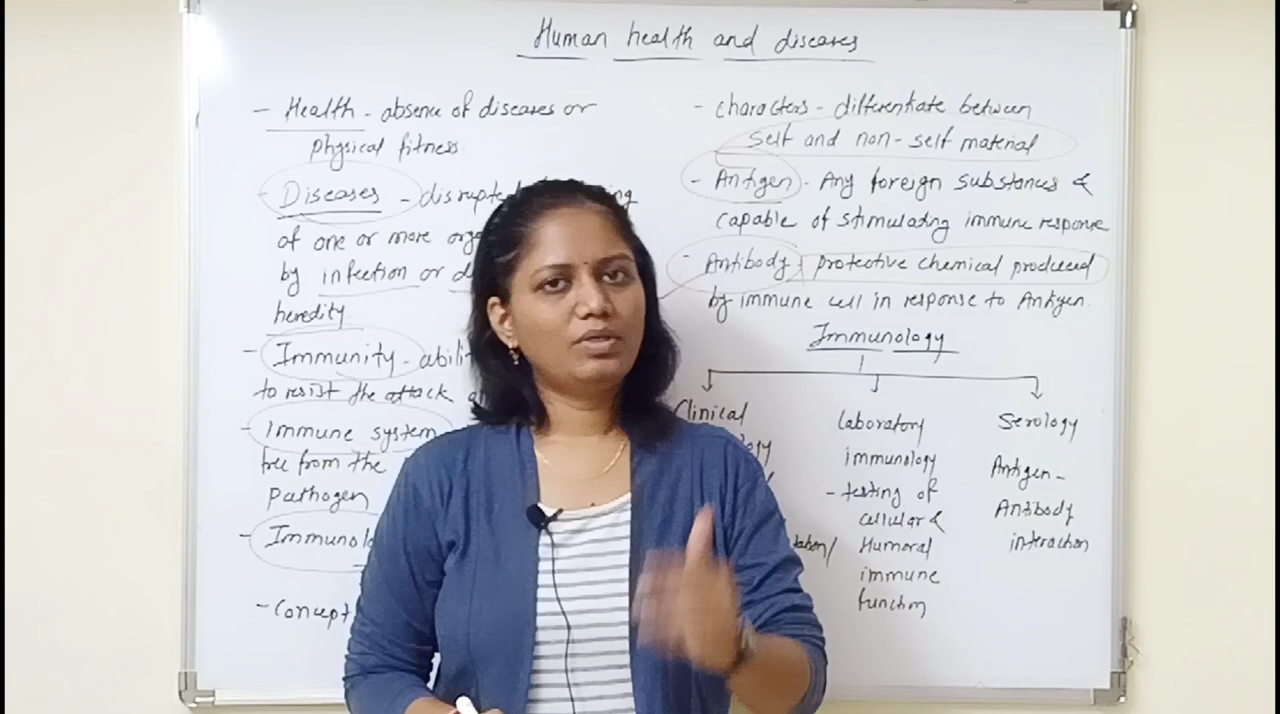 Human health and diseases
- Health - absence of diseases or
physical fitness.
- Diseases - disrupted
of one or more
by infection or
heredity.
- Immunity -
to resist the attack
- Immune system
free from the
pathogen
-
- Concept
- characters - differentiate between
self and non-self material
- Antigen - Any foreign substances &
capable of stimulating immune response
- Antibody protective chemical produced
by immune cell in response to Antigen.
Immunology
Clinical
Laboratory
immunology
- testing of
cellular &
Humoral
immune
function
Serology
Antigen -
Antibody
interaction